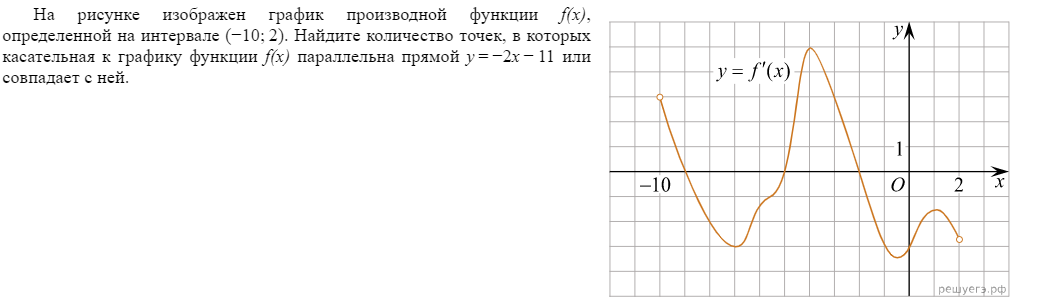 На рисунке изображен график производной функции f(x),
определенной на интервале (−10; 2). Найдите количество точек, в которых
касательная к графику функции f(x) параллельна прямой y = −2x − 11 или
совпадает с ней.
y
y = f′(x)
1
−10
O
2
x
решуегэ.рф